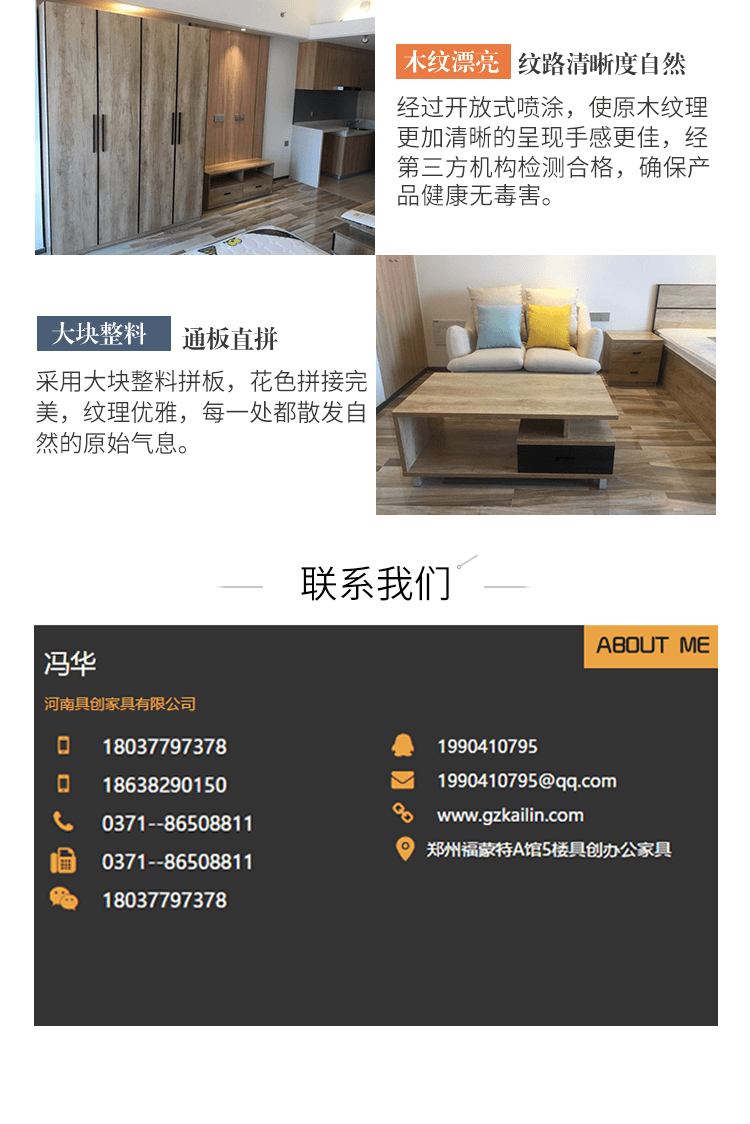 木纹漂亮 纹路清晰度自然
经过开放式喷涂，使原木纹理
更加清晰的呈现手感更佳，经
第三方机构检测合格，确保产
品健康无毒害。
大块整料 通板直拼
采用大块整料拼板，花色拼接完
美，纹理优雅，每一处都散发自
然的原始气息。
联系我们
ABOUT ME
冯华
河南具创家具有限公司
18037797378
18638290150
0371--86508811
0371--86508811
18037797378
1990410795
1990410795@qq.com
www.gzkailin.com
郑州福蒙特A馆5楼具创办公家具